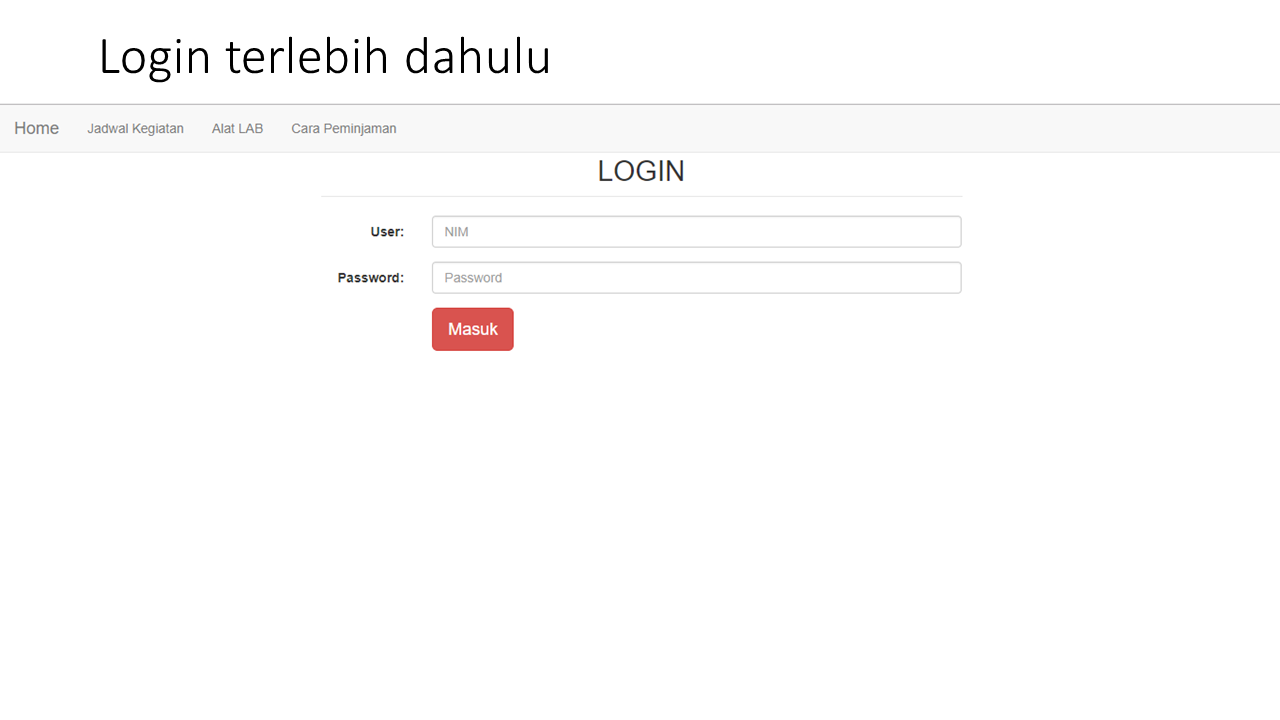 Login terlebih dahulu
Home Jadwal Kegiatan Alat LAB Cara Peminjaman
LOGIN
User: NIM
Password: Password
Masuk